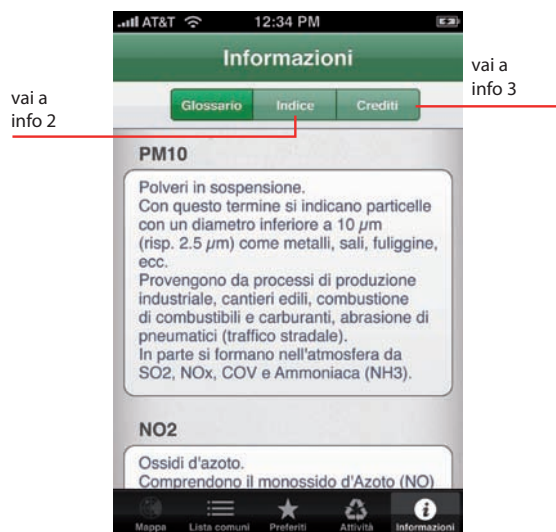 AT&T 12:34 PM
Informazioni
vai a
info 3
vai a
info 2
Glossario Indice Crediti
PM10
Polveri in sospensione.
Con questo termine si indicano particelle
con un diametro inferiore a 10 µm
(risp. 2.5 µm) come metalli, sali, fuliggine,
ecc.
Provengono da processi di produzione
industriale, cantieri edili, combustione
di combustibili e carburanti, abrasione di
pneumatici (traffico stradale).
In parte si formano nell'atmosfera da
SO2, NOx, COV e Ammoniaca (NH3).
NO2
Ossidi d'azoto.
Comprendono il monossido d'Azoto (NO)
Mappa Lista comuni Preferiti Attività Informazioni